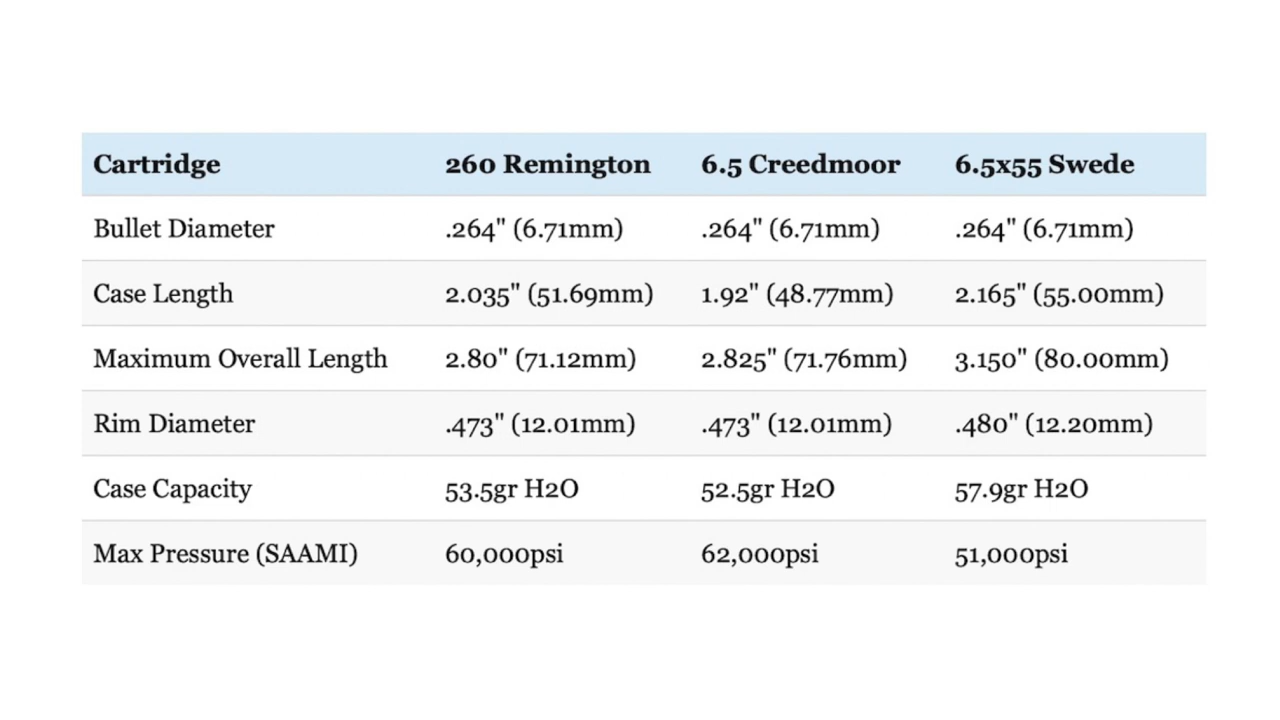 Cartridge 260 Remington 6.5 Creedmoor 6.5x55 Swede
Bullet Diameter .264" (6.71mm) .264" (6.71mm) .264" (6.71mm)
Case Length 2.035" (51.69mm) 1.92" (48.77mm) 2.165" (55.00mm)
Maximum Overall Length 2.80" (71.12mm) 2.825" (71.76mm) 3.150" (80.00mm)
Rim Diameter .473" (12.01mm) .473" (12.01mm) .480" (12.20mm)
Case Capacity 53.5gr H2O 52.5gr H2O 57.9gr H2O
Max Pressure (SAAMI) 60,000psi 62,000psi 51,000psi